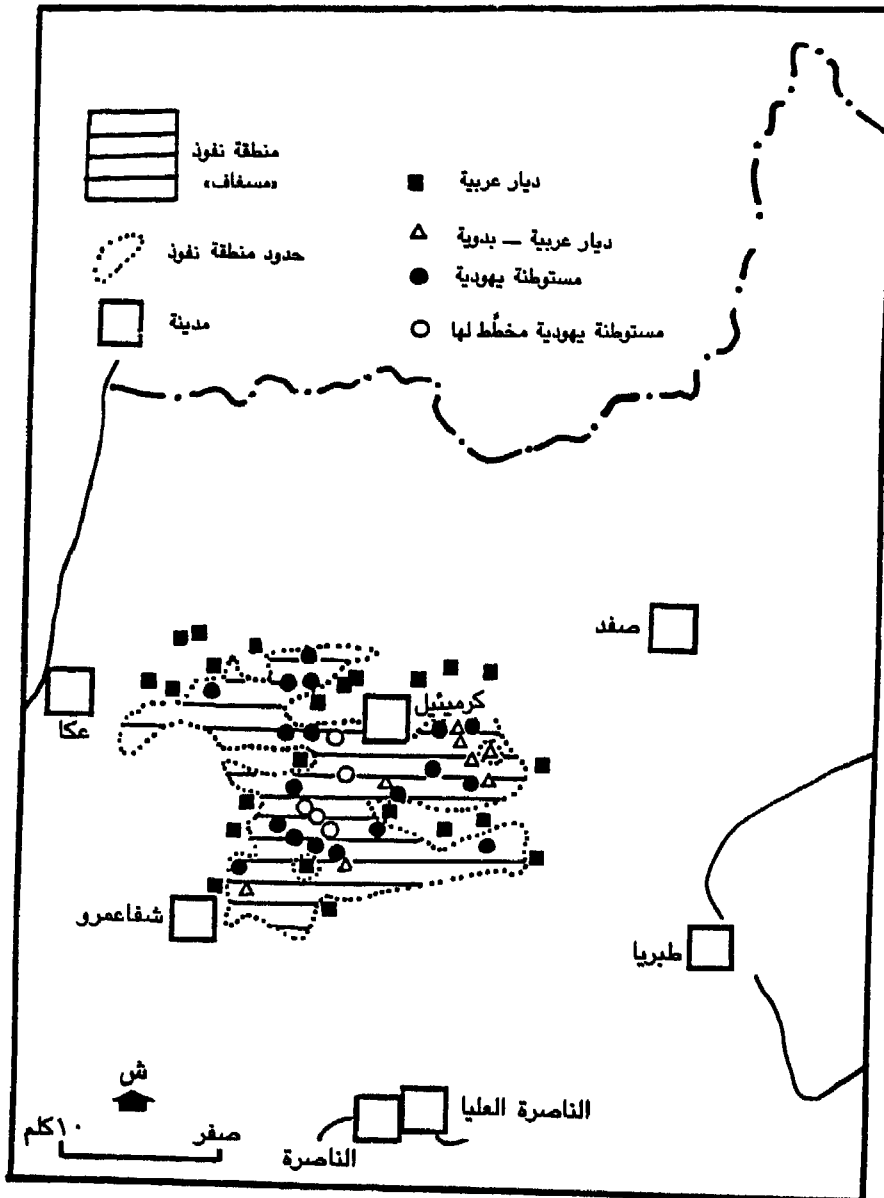 منطقة نفوذ
«مسغاف»
حدود منطقة نفوذ
مدينة
ديار عربية
ديار عربية — بدوية
مستوطنة يهودية
مستوطنة يهودية مخطَّط لها
صفد
كرميئيل
عكا
شفاعمرو
طبريا
ش
صفر ١٠كلم
الناصرة العليا
الناصرة